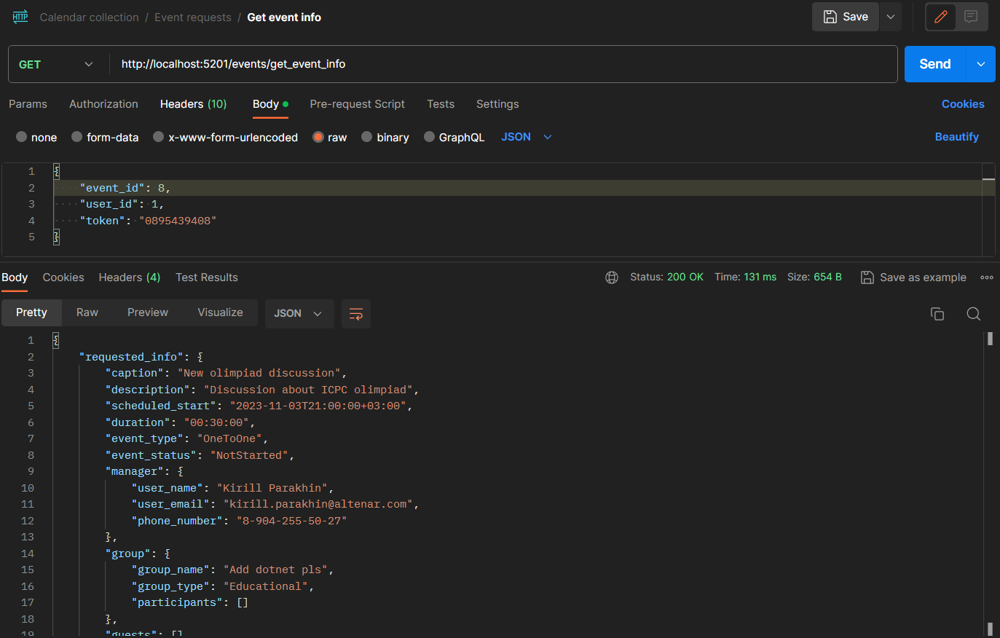 HTTP Calendar collection / Event requests / Get event info Save
GET http://localhost:5201/events/get_event_info Send
Params Authorization Headers (10) Body Pre-request Script Tests Settings Cookies
none form-data x-www-form-urlencoded raw binary GraphQL JSON Beautify
1 {
2 "event_id": 8,
3 "user_id": 1,
4 "token": "0895439408"
5 }
Body Cookies Headers (4) Test Results Status: 200 OK Time: 131 ms Size: 654 B Save as example
Pretty Raw Preview Visualize JSON
1 {
2 "requested_info": {
3 "caption": "New olimpiad discussion",
4 "description": "Discussion about ICPC olimpiad",
5 "scheduled_start": "2023-11-03T21:00:00+03:00",
6 "duration": "00:30:00",
7 "event_type": "OneToOne",
8 "event_status": "NotStarted",
9 "manager": {
10 "user_name": "Kirill Parakhin",
11 "user_email": "kirill.parakhin@altenar.com",
12 "phone_number": "8-904-255-50-27"
13 },
14 "group": {
15 "group_name": "Add dotnet pls",
16 "group_type": "Educational",
17 "participants": []
18 },
19 "guests": []